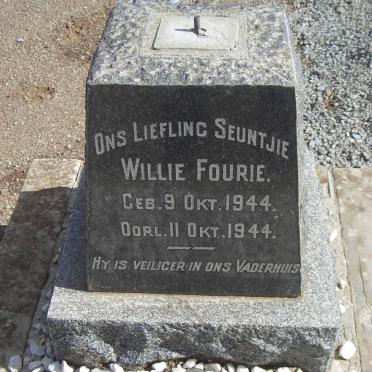 Ons Liefling Seuntjie
Willie Fourie.
Geb. 9 Okt. 1944.
Oorl. 11 Okt. 1944.
Hy is veiliger in ons Vaderhuis